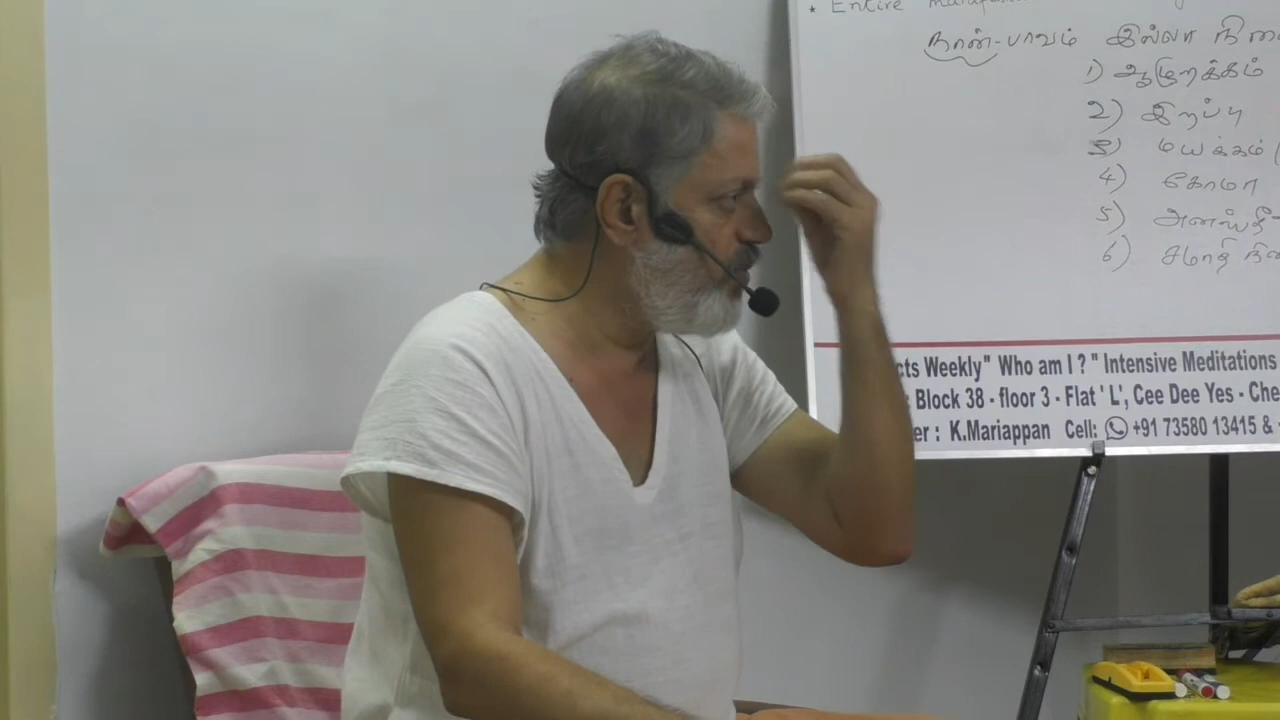 * Entire
நான்-பாவம் இல்லா
1) ஆழுறக்கம்
2) இறப்பு
3) மயக்கம் (
4) கோமா
5)
6) சமாதி
cts Weekly" Who am I ? " Intensive Meditations
: Block 38 - floor 3 - Flat ' L', Cee Dee Yes - Che
er : K.Mariappan Cell: +91 73580 13415 &